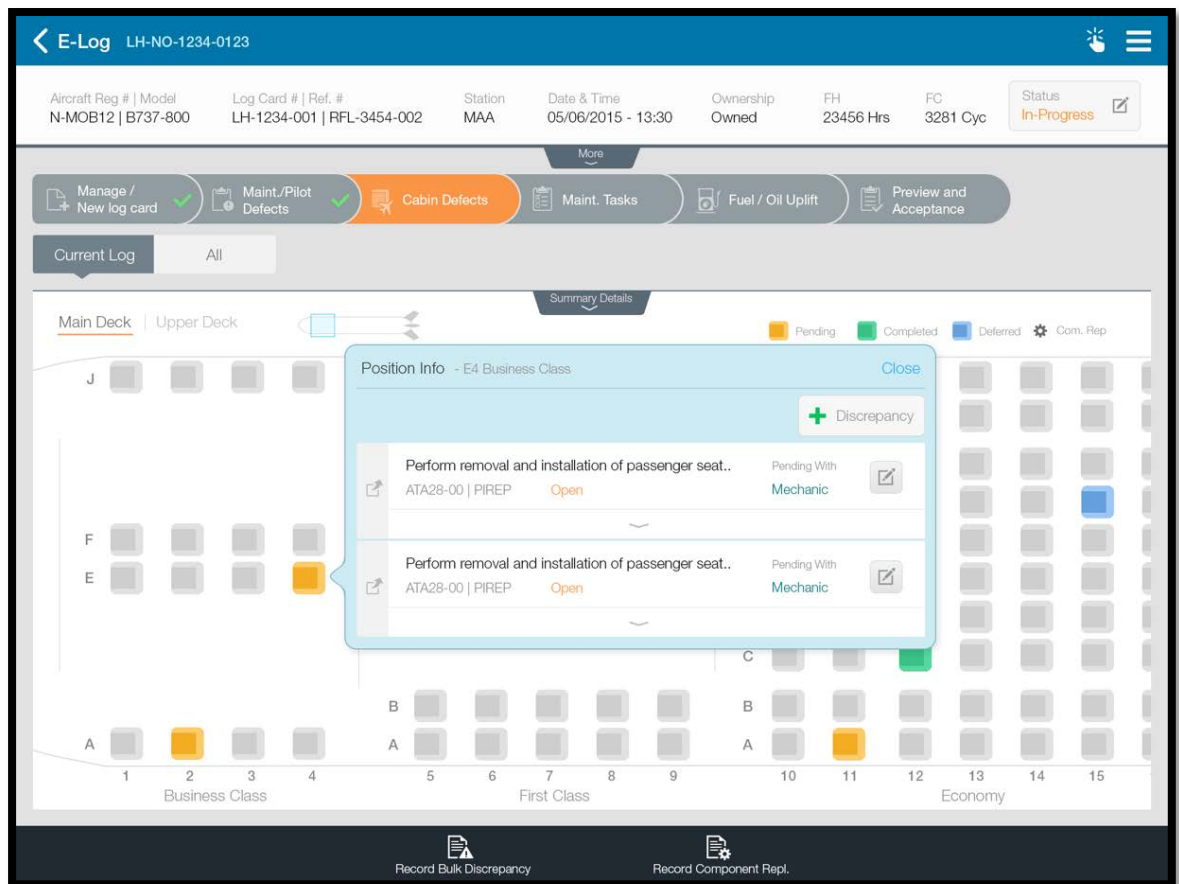 E-Log LH-NO-1234-0123
Aircraft Reg # | Model Log Card # | Ref. # Station Date & Time Ownership FH FC Status
N-MOB12 | B737-800 LH-1234-001 | RFL-3454-002 MAA 05/06/2015 - 13:30 Owned 23456 Hrs 3281 Cyc In-Progress
More
Manage / New log card
Maint./Pilot Defects
Cabin Defects
Maint. Tasks
Fuel / Oil Uplift
Preview and Acceptance
Current Log All
Summary Details
Main Deck | Upper Deck
Pending Completed Deferred Com. Rep
Position Info - E4 Business Class Close
Discrepancy
Perform removal and installation of passenger seat.. Pending With
ATA28-00 | PIREP Open Mechanic
Perform removal and installation of passenger seat.. Pending With
ATA28-00 | PIREP Open Mechanic
J
F
E
C
B B
A A A
1 2 3 4 5 6 7 8 9 10 11 12 13 14 15
Business Class First Class Economy
Record Bulk Discrepancy Record Component Repl.